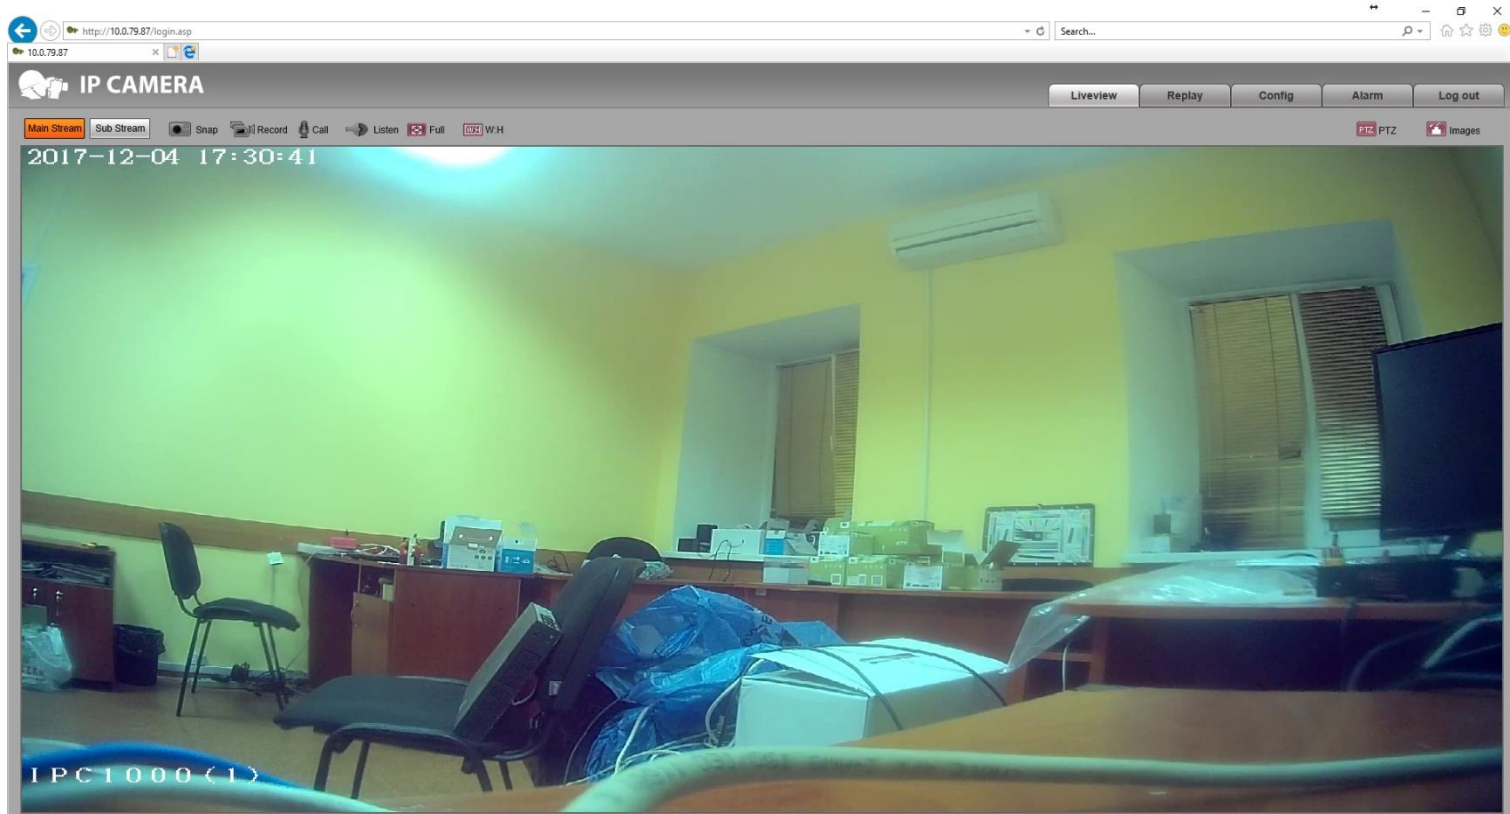 http://10.0.79.87/login.asp
Search...
10.0.79.87
IP CAMERA
Liveview Replay Config Alarm Log out
Main Stream Sub Stream Snap Record Call Listen Full W:H W:H
PTZ PTZ Images
2017-12-04 17:30:41
IPC1000(1)